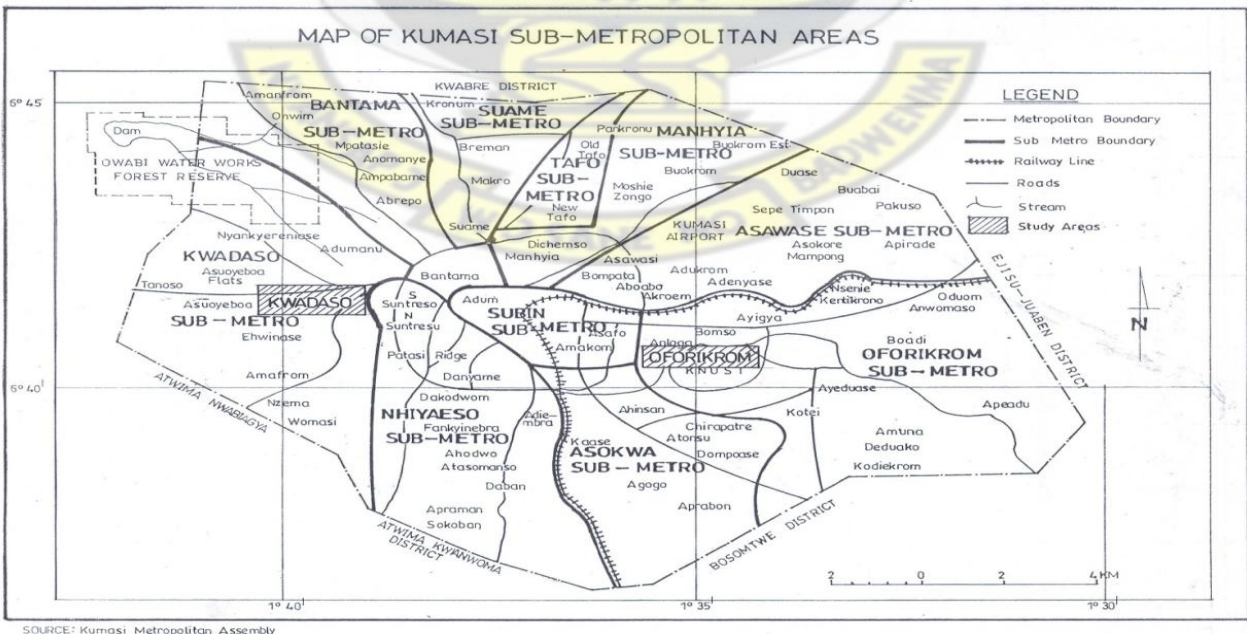 MAP OF KUMASI SUB-METROPOLITAN AREAS
KWABRE DISTRICT
6° 45
Amanfrom
BANTAMA
SUB-METRO
Onwim
Mpatasie
Anomanye
Ampabame
Abrepo
Dam
OWABI WATER WORKS
FOREST RESERVE
Kronum
SUAME
SUB-METRO
Breman
Makro
Suame
Pankronu
Old
Tafo
TAFO
SUB-
METRO
New
Tafo
MANHYIA
SUB-METRO
Buokrom Est.
Buokrom
Moshie
Zongo
Dichemso
Manhyia
KUMASI
AIRPORT
Duase
Buabai
Pakuso
Sepe Timpon
ASAWASE SUB-METRO
Asokore
Mampong
Apirade
Asawasi
Bompata
Aboabo
Akroem
Adukrom
Adenyase
Nyankyereniase
Adumanu
KWADASO
Asuoyeboa
Flats
Tanoso
Asuoyeboa
KWADASO
SUB-METRO
Ehwinase
Amafrom
Nzema
Womasi
Bantama
S
Suntreso
N
Suntresu
Patasi
Ridge
Danyame
Dakodwom
Adum
SUBIN
SUB-METRO
Asafo
Amakom
Nsenie
Kentikrono
Oduom
Anwomaso
Ayigya
Bomso
Anloga
OFORIKROM
KNUST
Boadi
OFORIKROM
SUB-METRO
Ayeduase
Kotei
Apeadu
Amuna
Deduako
Kodiekrom
6° 40
NHIYAESO
SUB-METRO
Fankyinebra
Ahodwo
Atasomanso
Daban
Apraman
Sokoban
Adie-
mbra
Kaase
ASOKWA
SUB-METRO
Agogo
Aprabon
Ahinsan
Chirapatre
Atonsu
Dompoase
ATWIMA NWABIAGYA
ATWIMA KWANWOMA
DISTRICT
BOSOMTWE DISTRICT
EJISU-JUABEN DISTRICT
LEGEND
Metropolitan Boundary
Sub Metro Boundary
Railway Line
Roads
Stream
Study Areas
N
2 0 2 4 KM
1° 40
1° 35
1° 30
SOURCE: Kumasi Metropolitan Assembly